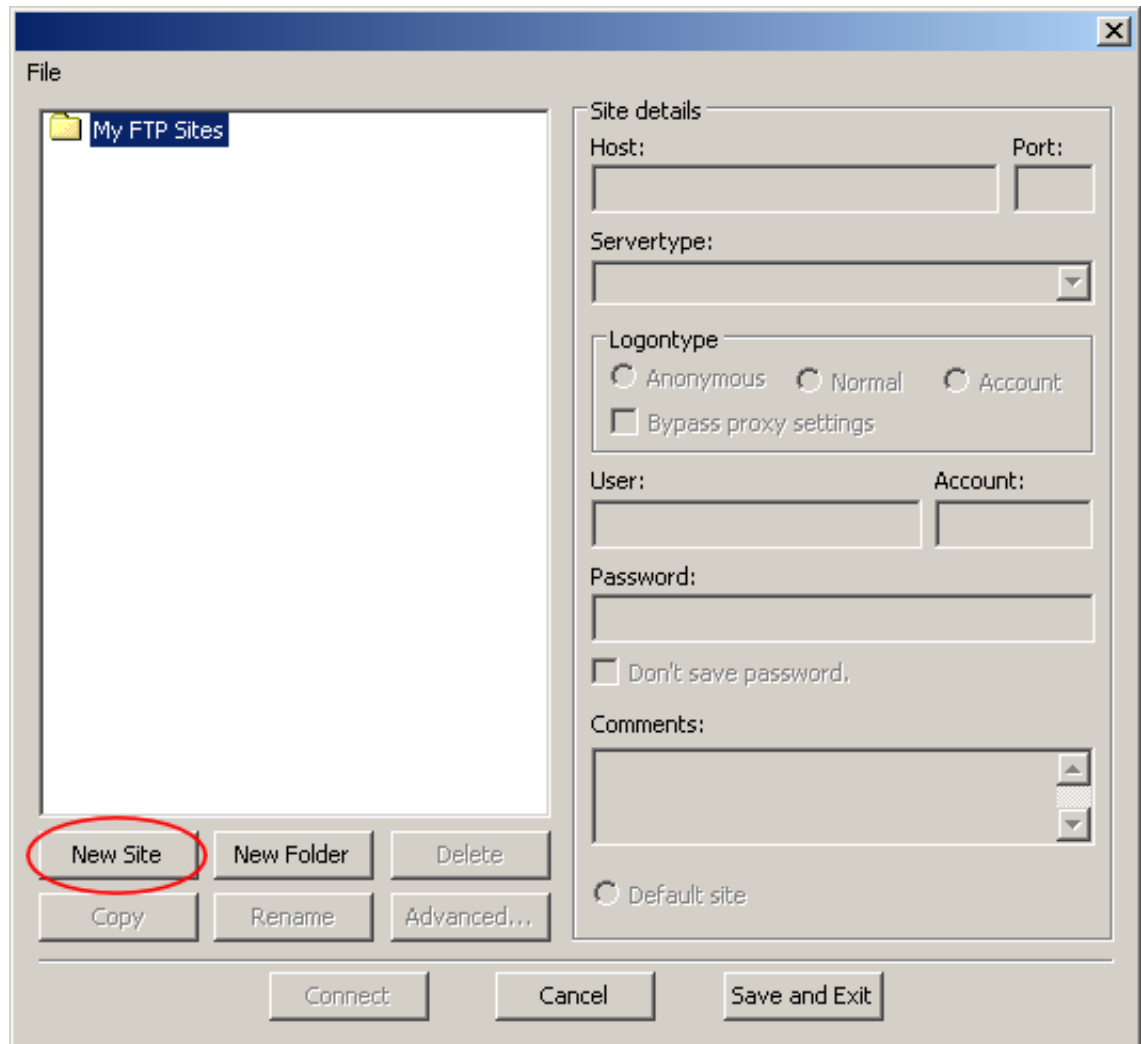 File
My FTP Sites
Site details
Host: Port:
Servertype:
Logontype
Anonymous Normal Account
Bypass proxy settings
User: Account:
Password:
Don't save password.
Comments:
Default site
New Site New Folder Delete
Copy Rename Advanced...
Connect Cancel Save and Exit